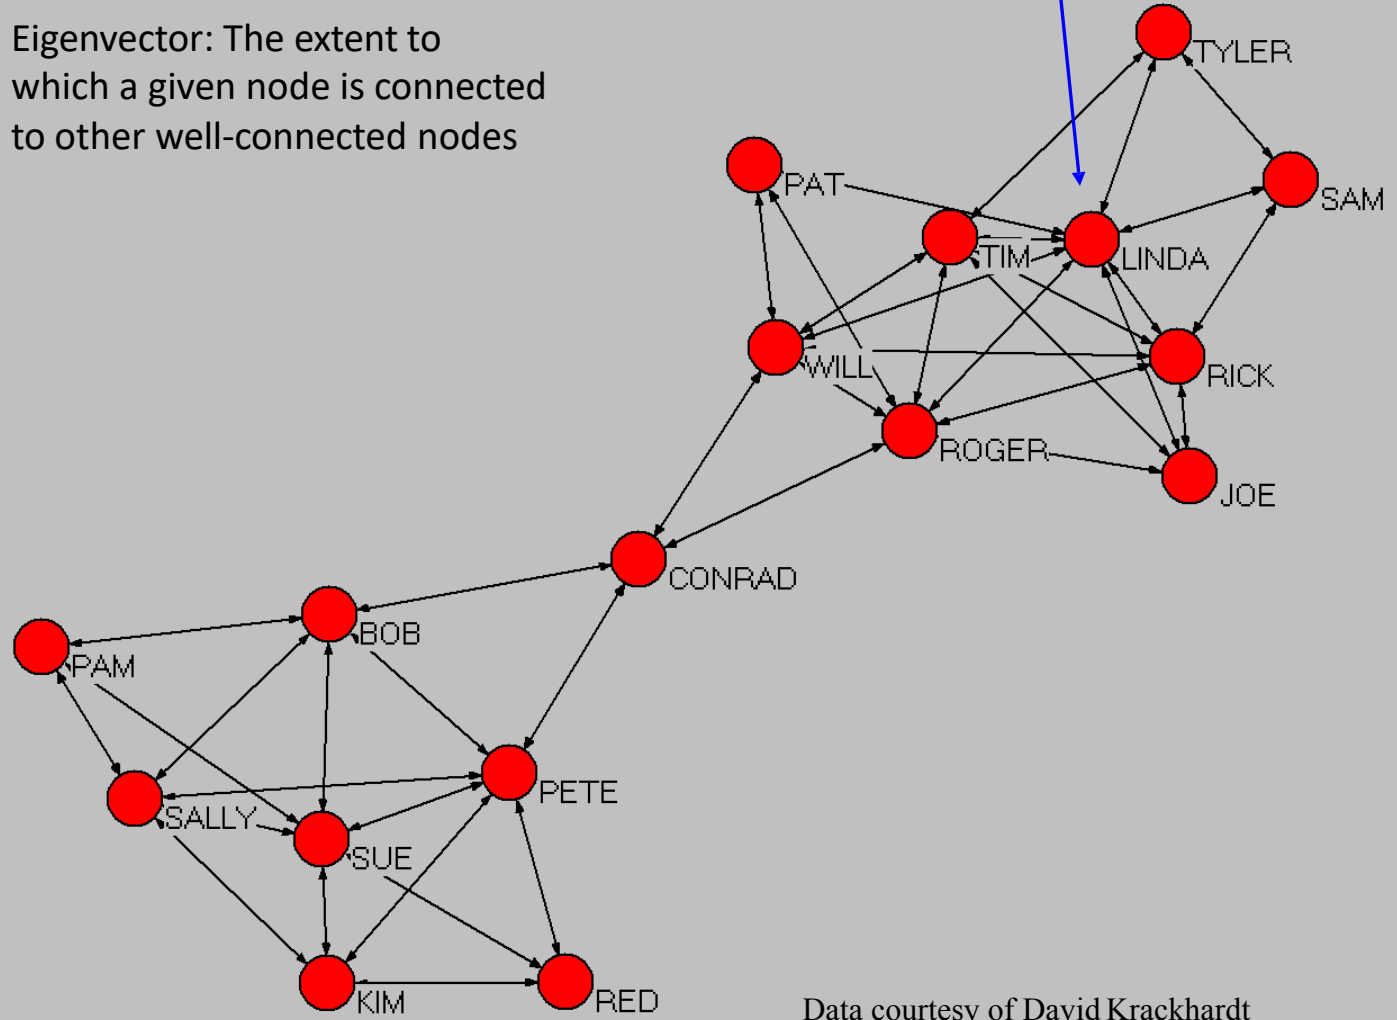 Eigenvector: The extent to
which a given node is connected
to other well-connected nodes
TYLER
PAT
SAM
TIM
LINDA
WILL
RICK
ROGER
JOE
CONRAD
BOB
PAM
PETE
SALLY
SUE
KIM
RED
Data courtesy of David Krackhardt